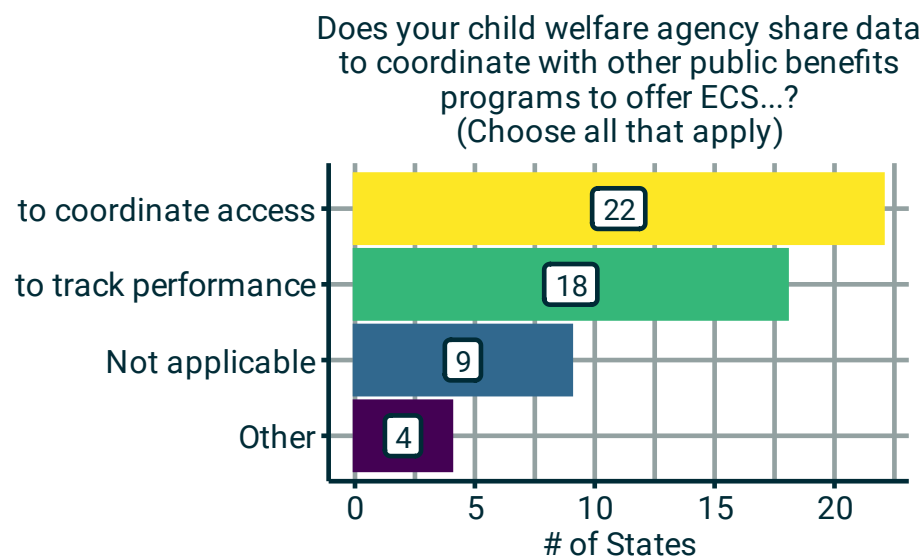 Does your child welfare agency share data
to coordinate with other public benefits
programs to offer ECS...?
(Choose all that apply)
to coordinate access
22
to track performance
18
Not applicable
9
Other
4
0 5 10 15 20
# of States